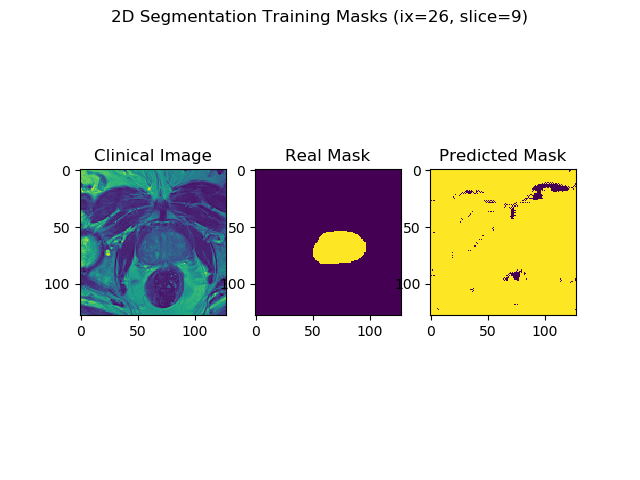 2D Segmentation Training Masks (ix=26, slice=9)
Clinical Image Real Mask Predicted Mask
0 0 0
50 50 50
100 100 100
0 50 100 0 50 100 0 50 100